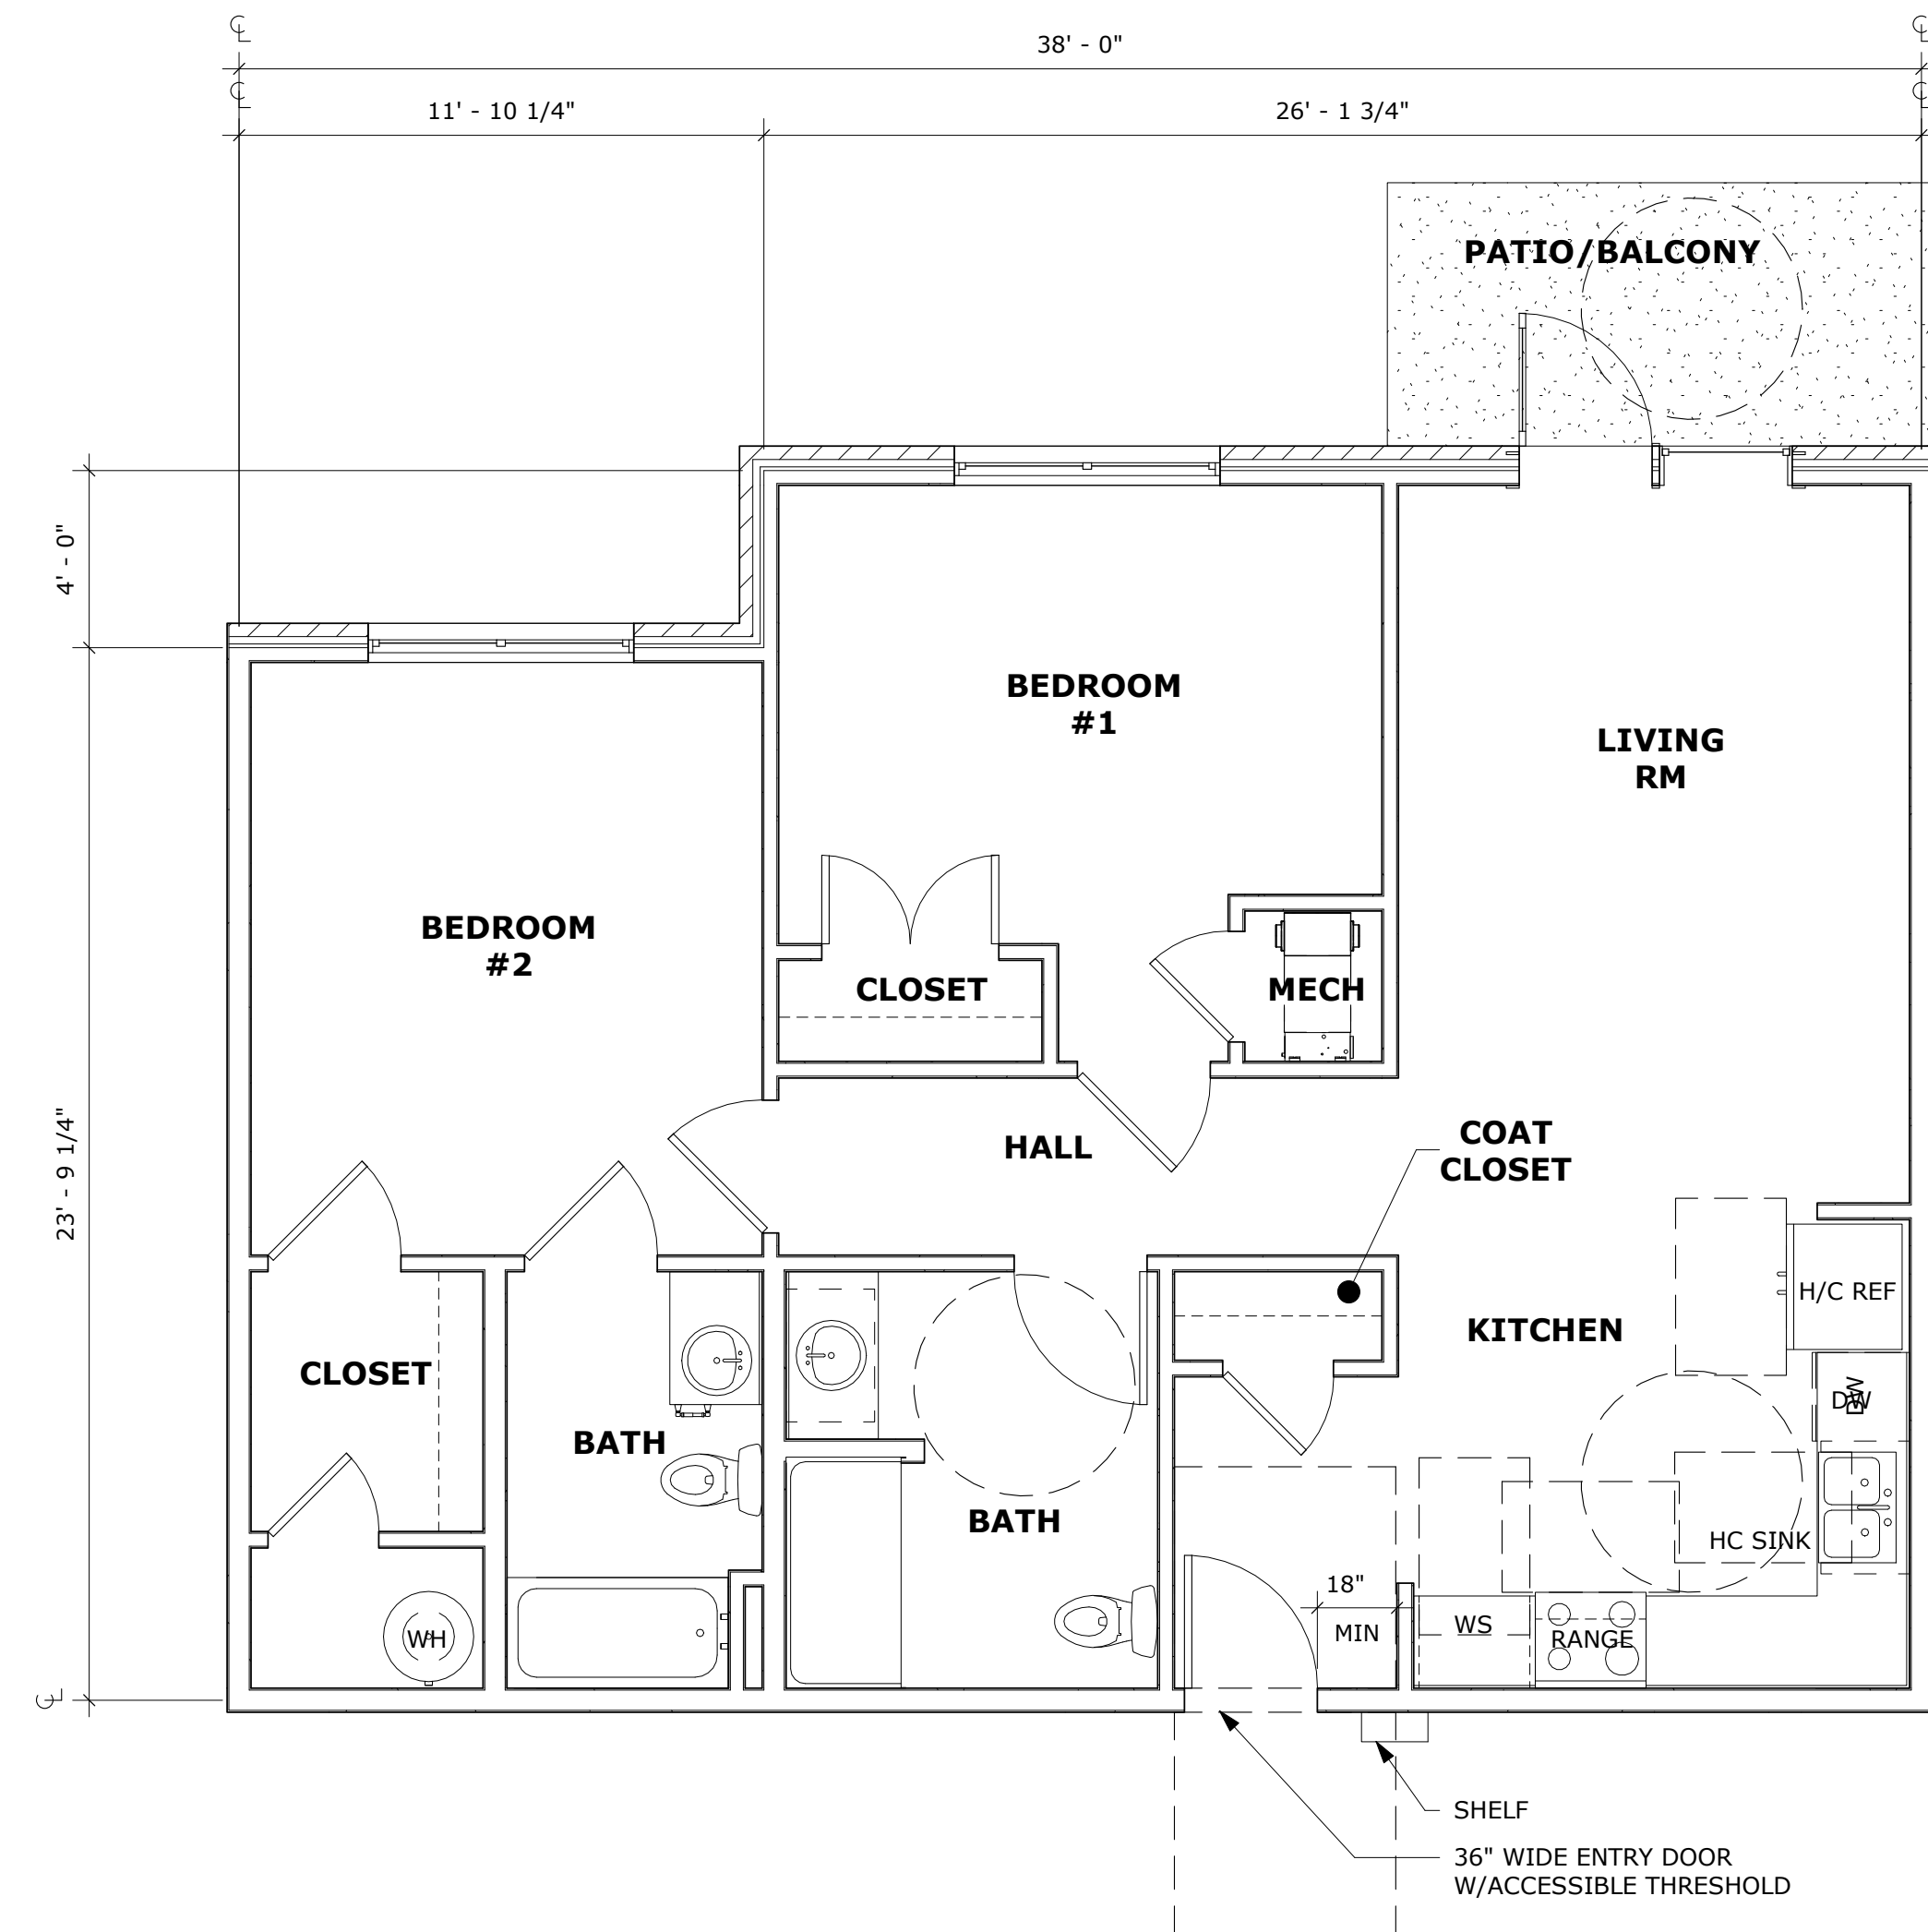 38' - 0"
11' - 10 1/4"
26' - 1 3/4"
PATIO/BALCONY
4' - 0"
BEDROOM
#1
LIVING
RM
BEDROOM
#2
CLOSET
MECH
23' - 9 1/4"
HALL
COAT
CLOSET
H/C REF
KITCHEN
CLOSET
DW
DW
BATH
BATH
HC SINK
18"
MIN
WS
RANGE
WH
SHELF
36" WIDE ENTRY DOOR
W/ACCESSIBLE THRESHOLD